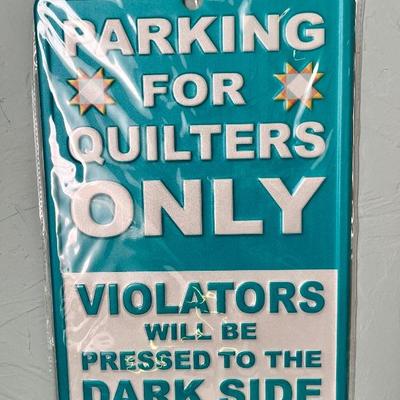 PARKING
FOR
QUILTERS
ONLY
VIOLATORS
WILL BE
PRESSED TO THE
DARK SIDE